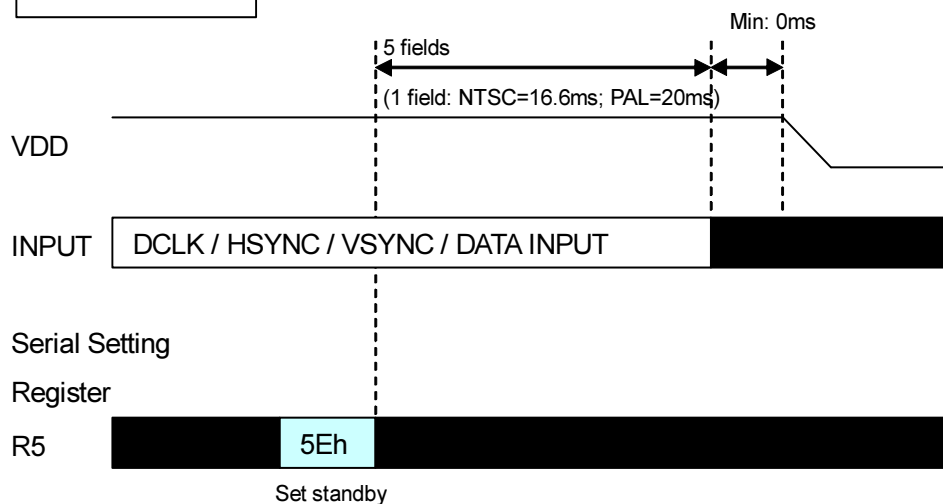 Min: 0ms
5 fields
(1 field: NTSC=16.6ms; PAL=20ms)
VDD
INPUT DCLK / HSYNC / VSYNC / DATA INPUT
Serial Setting
Register
R5 5Eh
Set standby